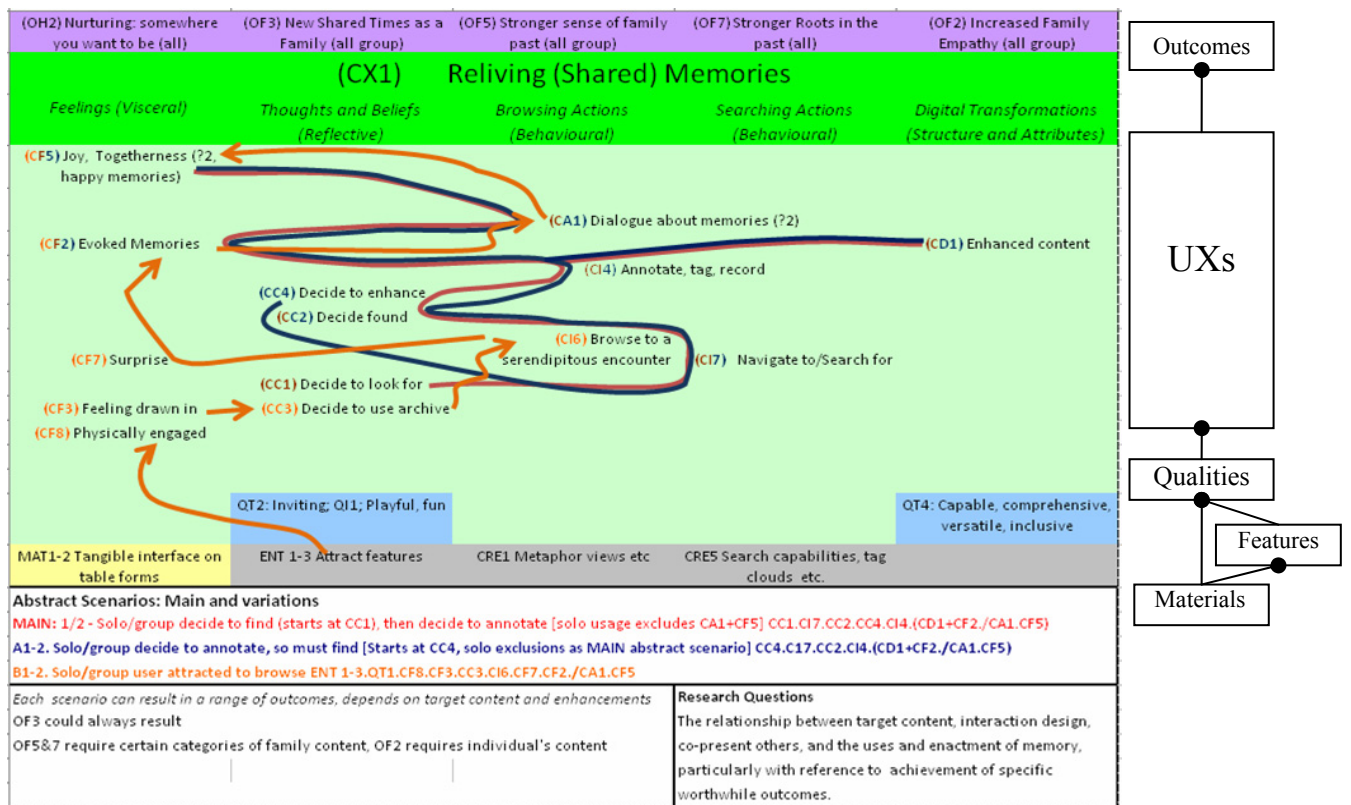 (OH2) Nurturing: somewhere
you want to be (all)
(OF3) New Shared Times as a
Family (all group)
(OF5) Stronger sense of family
past (all group)
(OF7) Stronger Roots in the
past (all)
(OF2) Increased Family
Empathy (all group)
(CX1) Reliving (Shared) Memories
Feelings (Visceral)
Thoughts and Beliefs
(Reflective)
Browsing Actions
(Behavioural)
Searching Actions
(Behavioural)
Digital Transformations
(Structure and Attributes)
(CF5) Joy, Togetherness (?2,
happy memories)
(CA1) Dialogue about memories (?2)
(CF2) Evoked Memories
(CD1) Enhanced content
(CI4) Annotate, tag, record
(CC4) Decide to enhance
(CC2) Decide found
(CI6) Browse to a
serendipitous encounter
(CF7) Surprise
(CI7) Navigate to/Search for
(CC1) Decide to look for
(CF3) Feeling drawn in
(CC3) Decide to use archive
(CF8) Physically engaged
QT2: Inviting; QI1; Playful, fun
QT4: Capable, comprehensive,
versatile, inclusive
MAT1-2 Tangible interface on
table forms
ENT 1-3 Attract features
CRE1 Metaphor views etc
CRE5 Search capabilities, tag
clouds etc.
Abstract Scenarios: Main and variations
MAIN: 1/2 - Solo/group decide to find (starts at CC1), then decide to annotate [solo usage excludes CA1+CF5] CC1.CI7.CC2.CC4.CI4.(CD1+CF2./CA1.CF5)
A1-2. Solo/group decide to annotate, so must find [Starts at CC4, solo exclusions as MAIN abstract scenario] CC4.C17.CC2.CI4.(CD1+CF2./CA1.CF5)
B1-2. Solo/group user attracted to browse ENT 1-3.QT1.CF8.CF3.CC3.CI6.CF7.CF2./CA1.CF5
Each scenario can result in a range of outcomes, depends on target content and enhancements
OF3 could always result
OF5&7 require certain categories of family content, OF2 requires individual's content
Research Questions
The relationship between target content, interaction design,
co-present others, and the uses and enactment of memory,
particularly with reference to achievement of specific
worthwhile outcomes.
Outcomes
UXs
Qualities
Features
Materials